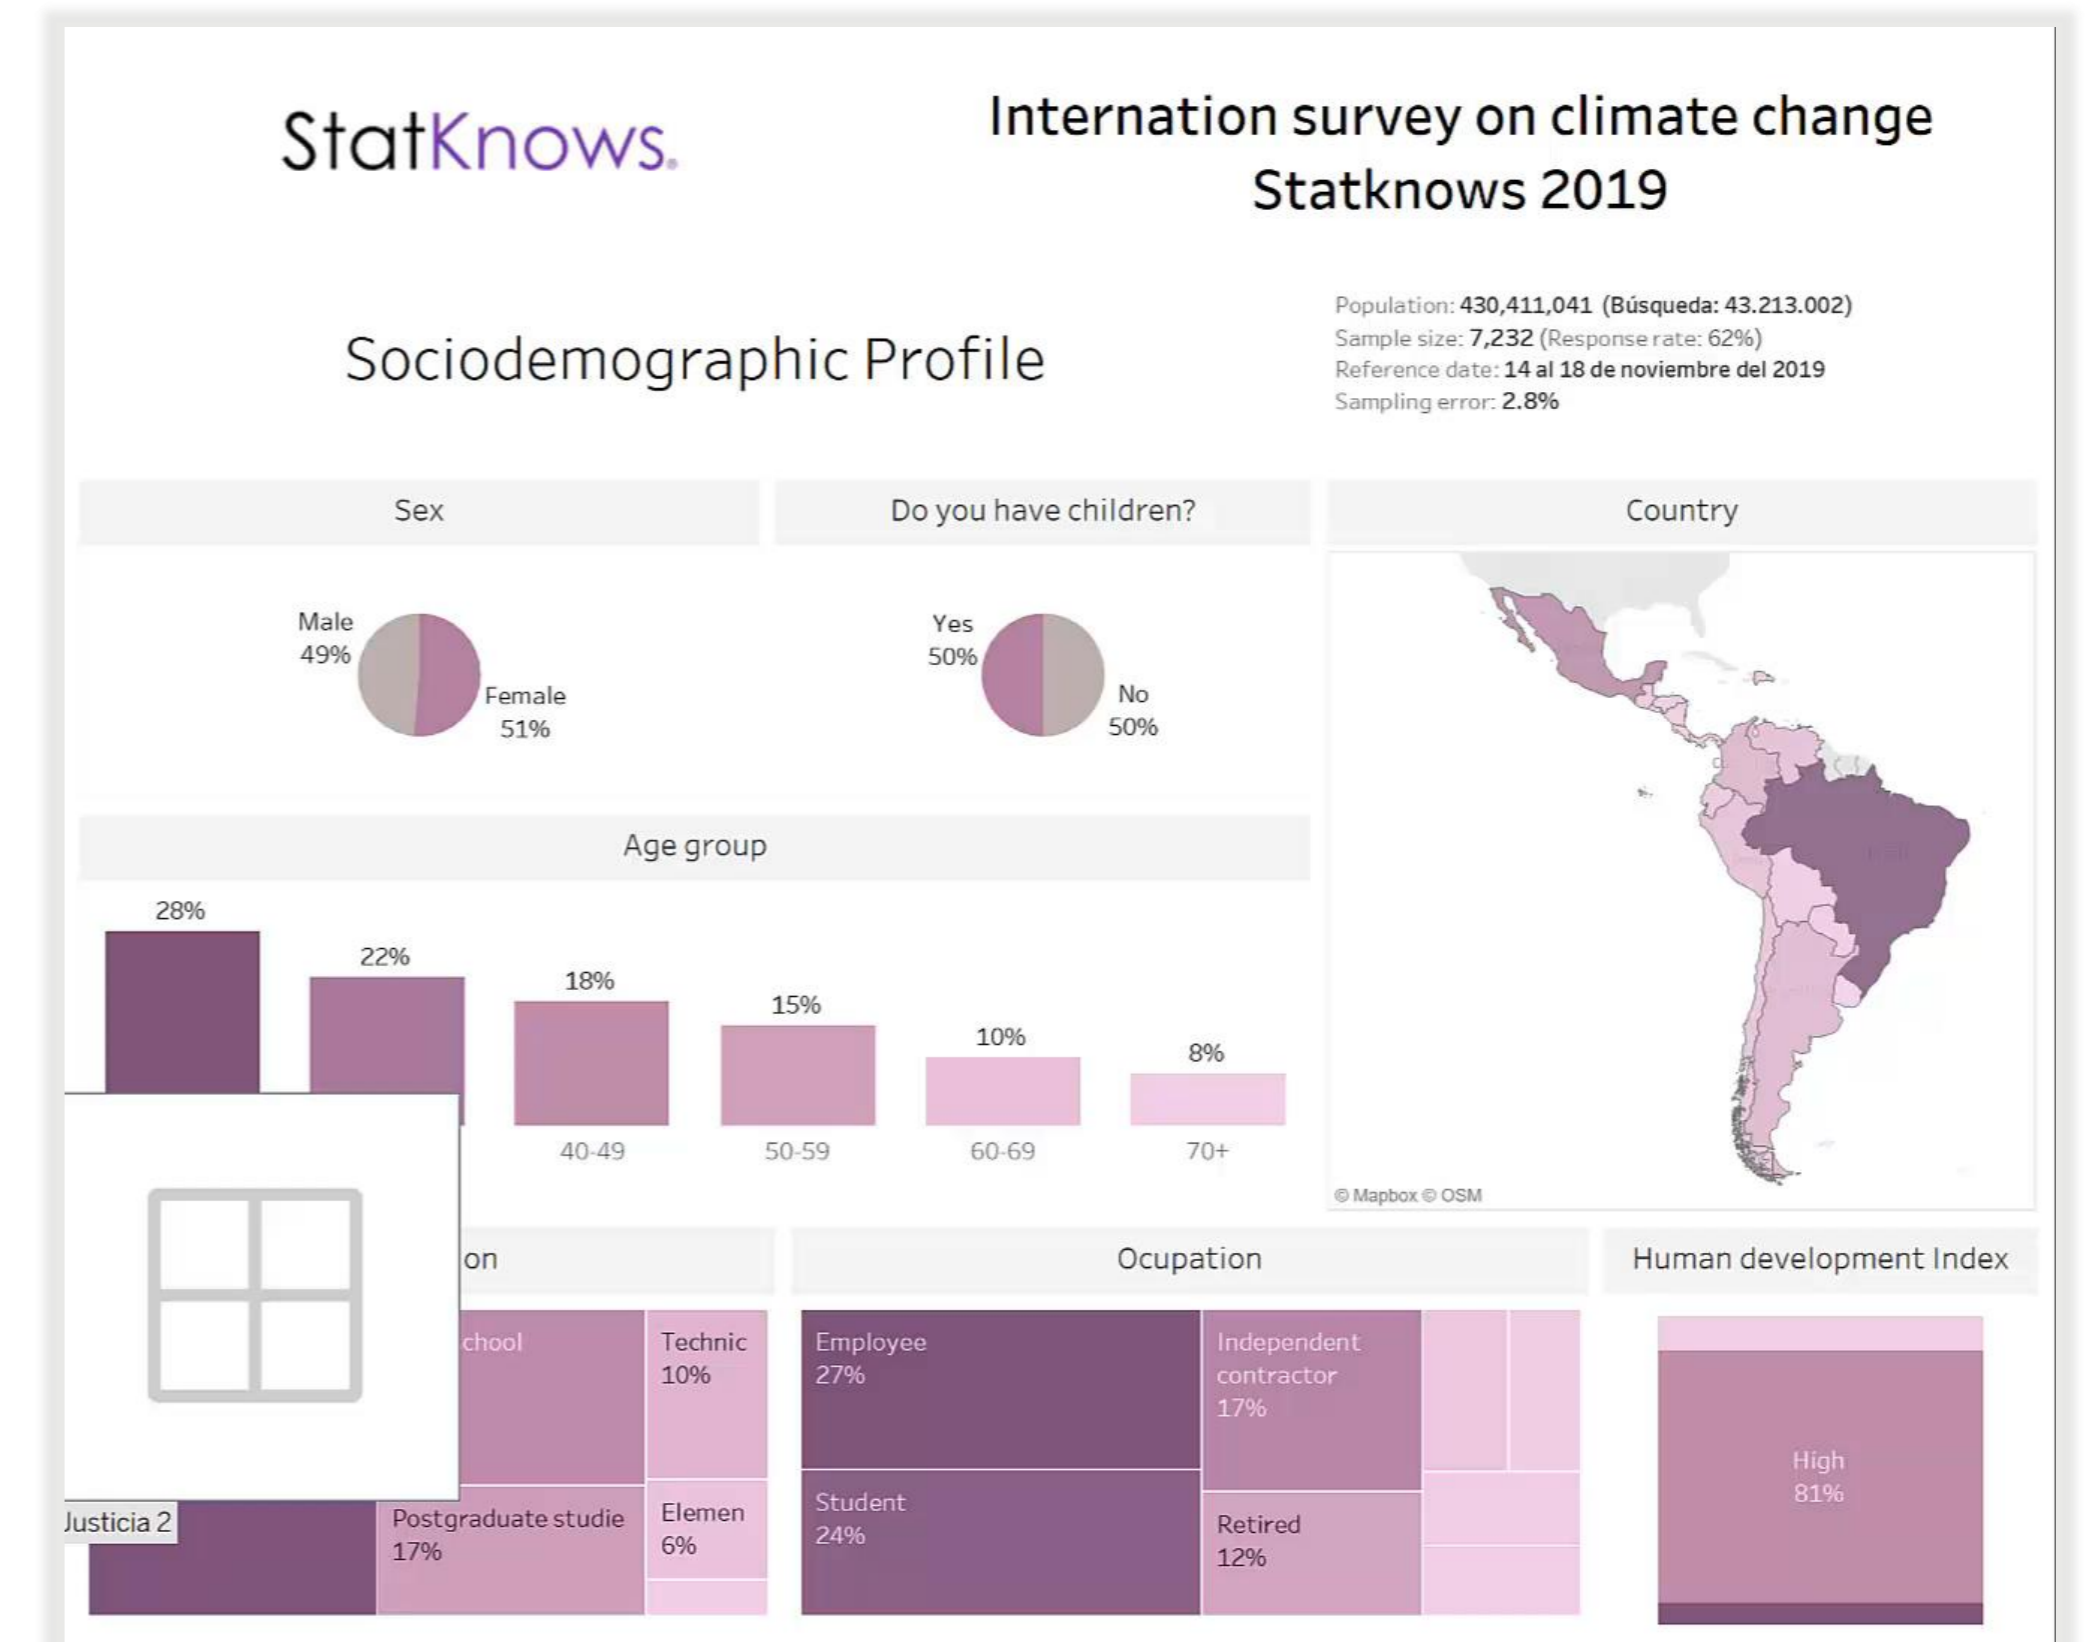 StatKnows.
Internation survey on climate change
Statknows 2019
Sociodemographic Profile
Population: 430,411,041 (Búsqueda: 43.213.002)
Sample size: 7,232 (Response rate: 62%)
Reference date: 14 al 18 de noviembre del 2019
Sampling error: 2.8%
Sex
Do you have children?
Country
Male
49%
Female
51%
Yes
50%
No
50%
Age group
28%
22%
18%
15%
10%
8%
40-49
50-59
60-69
70+
© Mapbox © OSM
on
Ocupation
Human development Index
chool
Technic
10%
Postgraduate studie
17%
Elemen
6%
Justicia 2
Employee
27%
Student
24%
Independent
contractor
17%
Retired
12%
High
81%